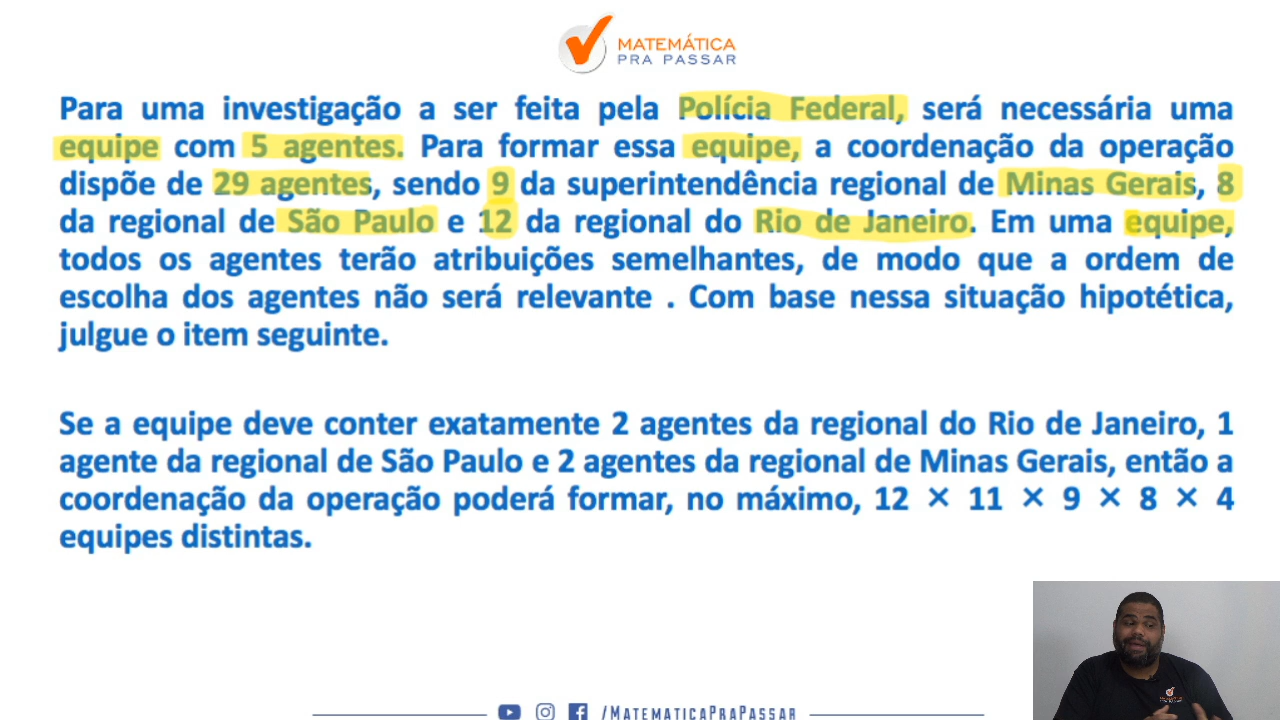 MATEMÁTICA
PRA PASSAR
Para uma investigação a ser feita pela Polícia Federal, será necessária uma
equipe com 5 agentes. Para formar essa equipe, a coordenação da operação
dispõe de 29 agentes, sendo 9 da superintendência regional de Minas Gerais, 8
da regional de São Paulo e 12 da regional do Rio de Janeiro. Em uma equipe,
todos os agentes terão atribuições semelhantes, de modo que a ordem de
escolha dos agentes não será relevante . Com base nessa situação hipotética,
julgue o item seguinte.
Se a equipe deve conter exatamente 2 agentes da regional do Rio de Janeiro, 1
agente da regional de São Paulo e 2 agentes da regional de Minas Gerais, então a
coordenação da operação poderá formar, no máximo, 12 × 11 × 9 × 8 × 4
equipes distintas.
/MATEMATICAPRAPASSAR